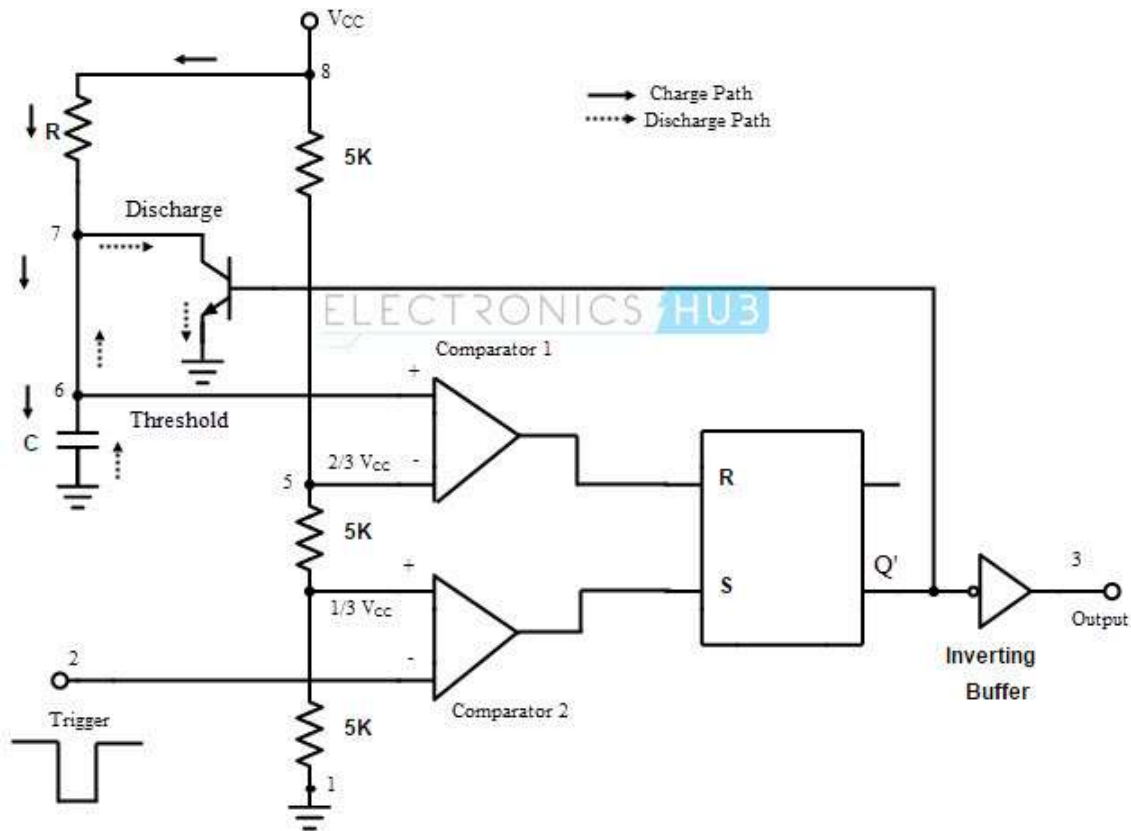 VCC
8
Charge Path
Discharge Path
R
5K
Discharge
7
ELECTRONICS HUB
Comparator 1
6
+
Threshold
C
2/3 VCC
-
5
R
5K
Q'
3
+
S
1/3 VCC
Output
2
-
Inverting
Buffer
Trigger
Comparator 2
5K
1